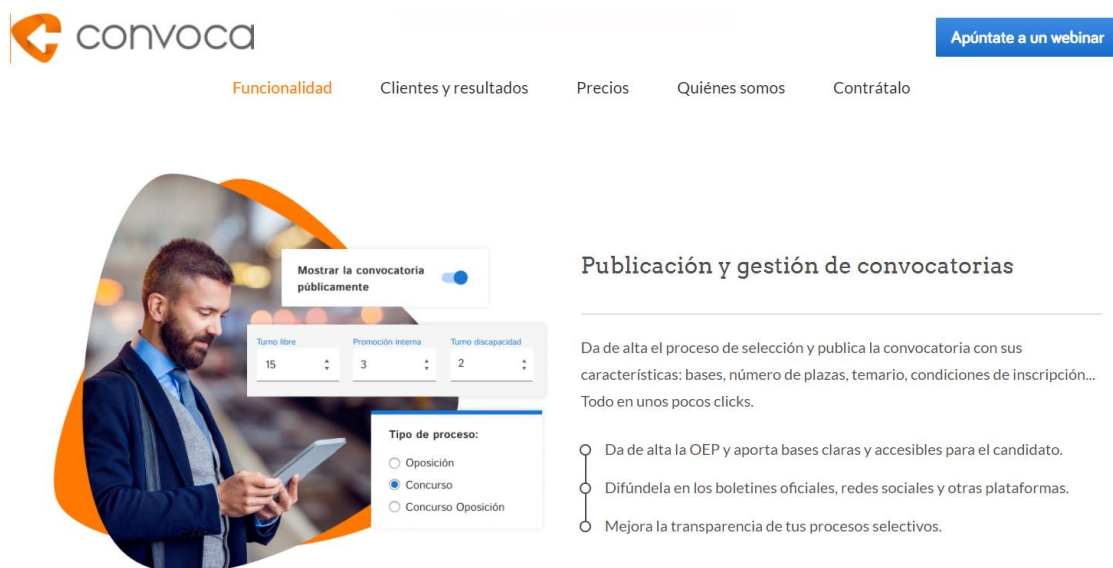 convoca
Apúntate a un webinar
Funcionalidad Clientes y resultados Precios Quiénes somos Contrátalo
Mostrar la convocatoria
públicamente
Turno libre Promoción interna Turno discapacidad
15 3 2
Tipo de proceso:
Oposición
Concurso
Concurso Oposición
Publicación y gestión de convocatorias
Da de alta el proceso de selección y publica la convocatoria con sus
características: bases, número de plazas, temario, condiciones de inscripción...
Todo en unos pocos clicks.
Da de alta la OEP y aporta bases claras y accesibles para el candidato.
Difúndela en los boletines oficiales, redes sociales y otras plataformas.
Mejora la transparencia de tus procesos selectivos.